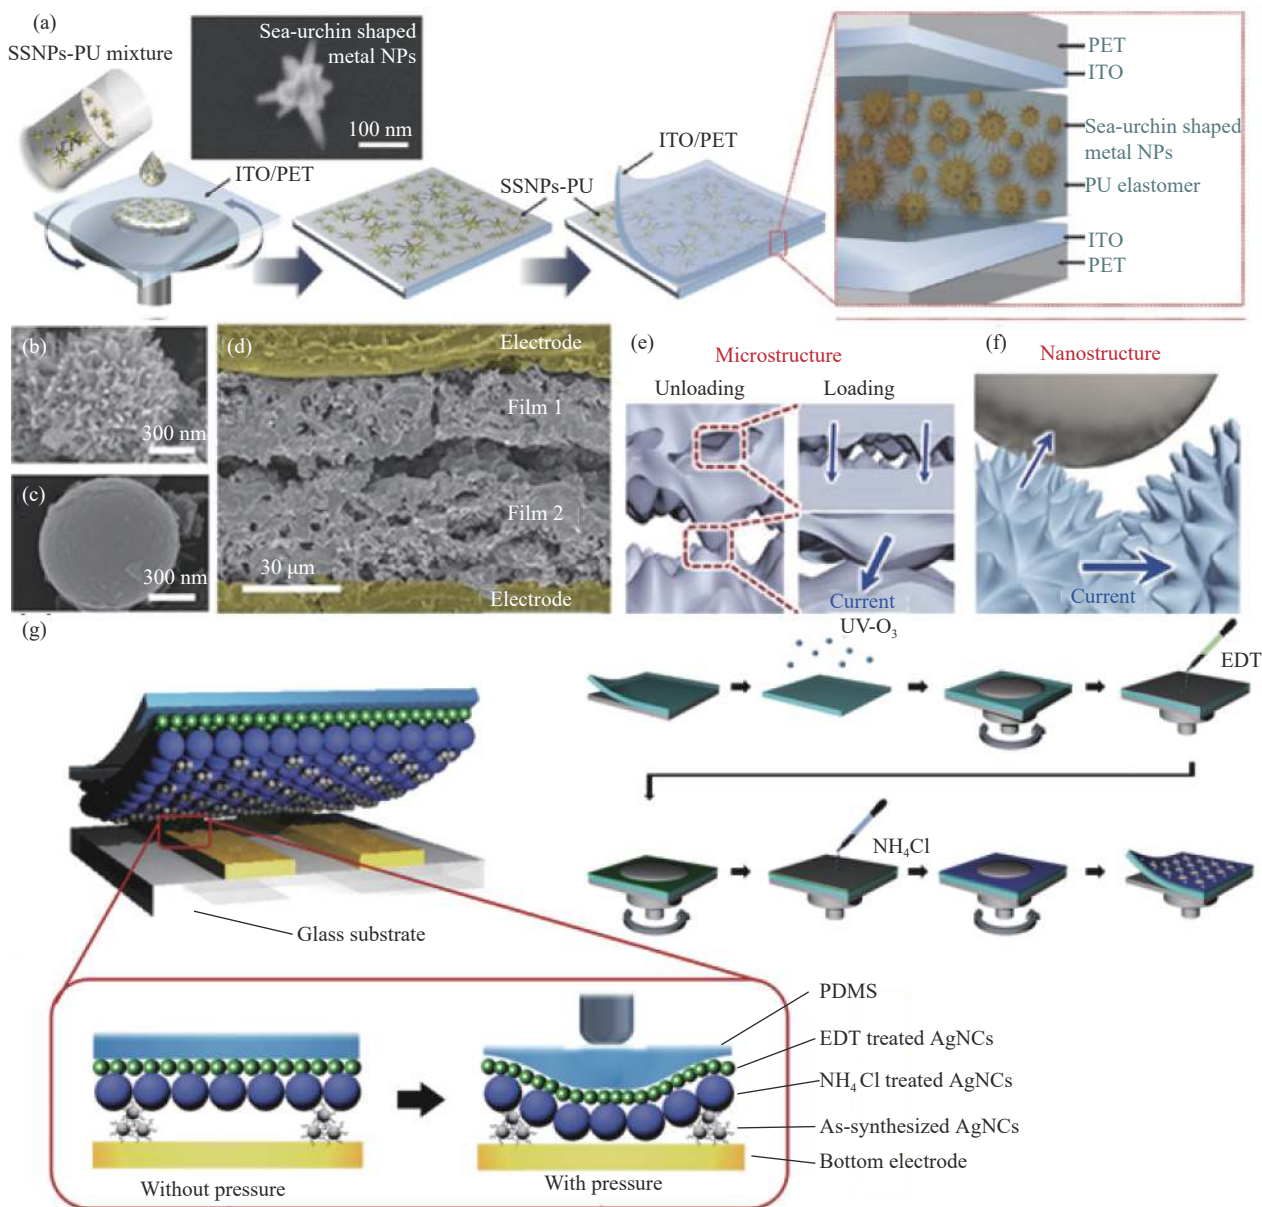 (a)
SSNPs-PU mixture
Sea-urchin shaped
metal NPs
100 nm
ITO/PET
SSNPs-PU
ITO/PET
PET
ITO
Sea-urchin shaped
metal NPs
PU elastomer
ITO
PET
(b)
300 nm
(c)
300 nm
(d)
Electrode
Film 1
Film 2
30 μm
Electrode
(e)
Microstructure
Unloading
Loading
Current
(f)
Nanostructure
Current
(g)
Glass substrate
UV-O3
EDT
NH4Cl
Without pressure
With pressure
PDMS
EDT treated AgNCs
NH4 Cl treated AgNCs
As-synthesized AgNCs
Bottom electrode